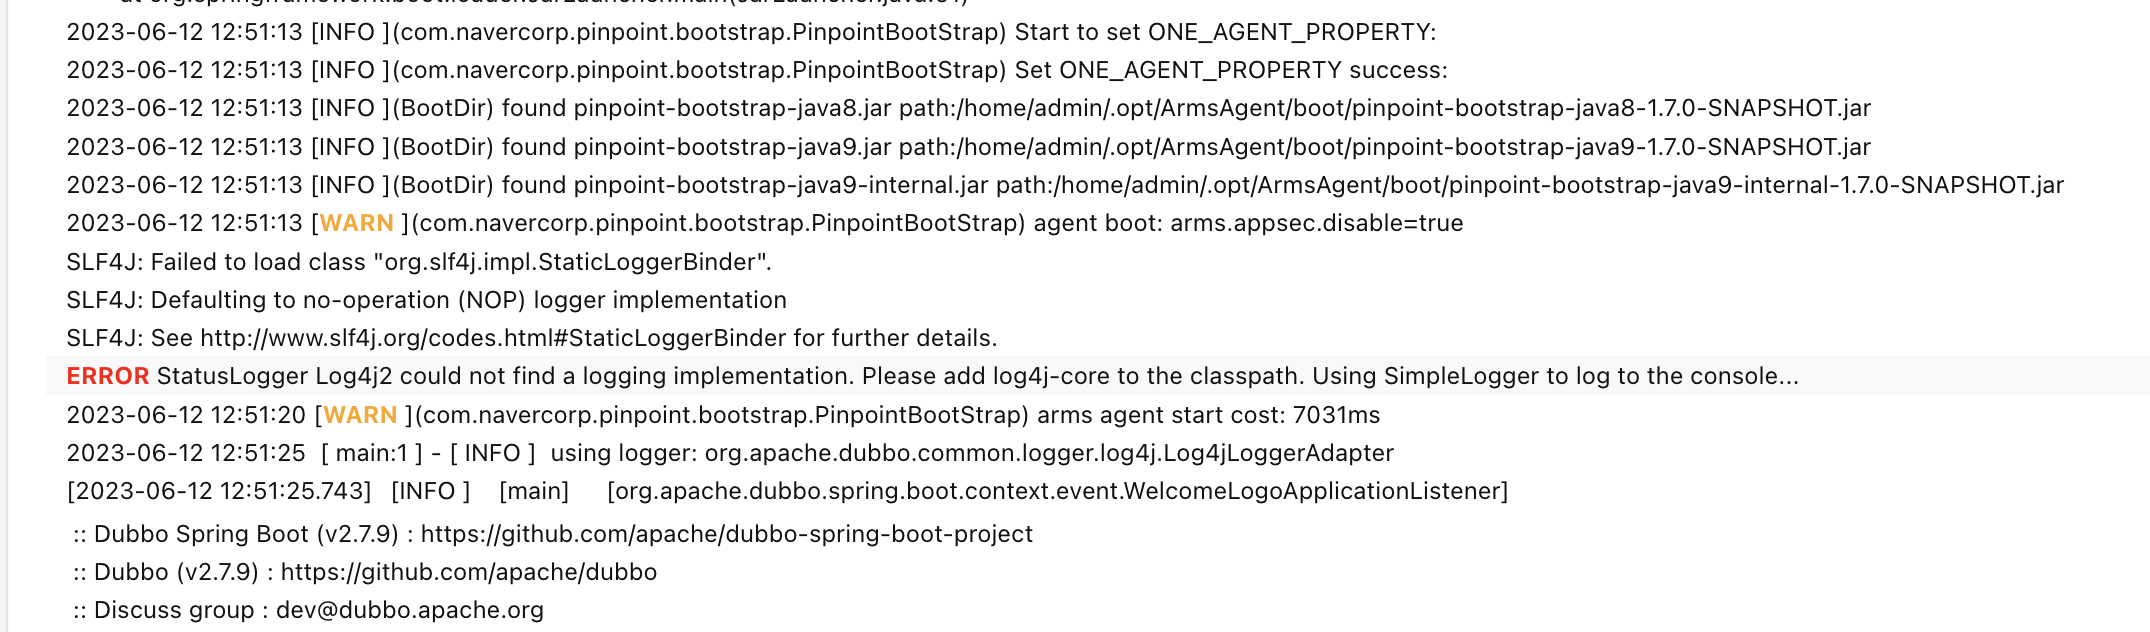 at org.springframework.boot.loader.JarLauncher.main(JarLauncher.java:81)
2023-06-12 12:51:13 [INFO ](com.navercorp.pinpoint.bootstrap.PinpointBootStrap) Start to set ONE_AGENT_PROPERTY:
2023-06-12 12:51:13 [INFO ](com.navercorp.pinpoint.bootstrap.PinpointBootStrap) Set ONE_AGENT_PROPERTY success:
2023-06-12 12:51:13 [INFO ](BootDir) found pinpoint-bootstrap-java8.jar path:/home/admin/.opt/ArmsAgent/boot/pinpoint-bootstrap-java8-1.7.0-SNAPSHOT.jar
2023-06-12 12:51:13 [INFO ](BootDir) found pinpoint-bootstrap-java9.jar path:/home/admin/.opt/ArmsAgent/boot/pinpoint-bootstrap-java9-1.7.0-SNAPSHOT.jar
2023-06-12 12:51:13 [INFO ](BootDir) found pinpoint-bootstrap-java9-internal.jar path:/home/admin/.opt/ArmsAgent/boot/pinpoint-bootstrap-java9-internal-1.7.0-SNAPSHOT.jar
2023-06-12 12:51:13 [WARN ](com.navercorp.pinpoint.bootstrap.PinpointBootStrap) agent boot: arms.appsec.disable=true
SLF4J: Failed to load class "org.slf4j.impl.StaticLoggerBinder".
SLF4J: Defaulting to no-operation (NOP) logger implementation
SLF4J: See http://www.slf4j.org/codes.html#StaticLoggerBinder for further details.
ERROR StatusLogger Log4j2 could not find a logging implementation. Please add log4j-core to the classpath. Using SimpleLogger to log to the console...
2023-06-12 12:51:20 [WARN ](com.navercorp.pinpoint.bootstrap.PinpointBootStrap) arms agent start cost: 7031ms
2023-06-12 12:51:25  [ main:1 ] - [ INFO ]  using logger: org.apache.dubbo.common.logger.log4j.Log4jLoggerAdapter
[2023-06-12 12:51:25.743]   [INFO ]    [main]     [org.apache.dubbo.spring.boot.context.event.WelcomeLogoApplicationListener]
:: Dubbo Spring Boot (v2.7.9) : https://github.com/apache/dubbo-spring-boot-project
:: Dubbo (v2.7.9) : https://github.com/apache/dubbo
:: Discuss group : dev@dubbo.apache.org